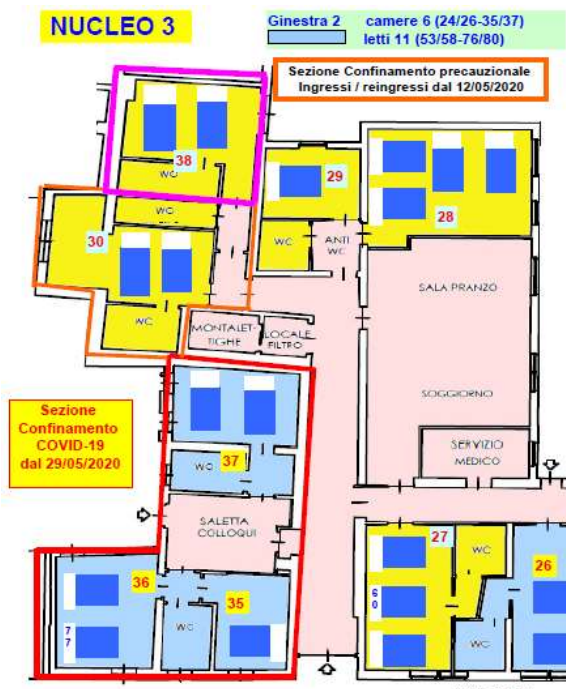 NUCLEO 3
Ginestra 2 camere 6 (24/26-35/37)
letti 11 (53/58-76/80)
Sezione Confinamento precauzionale
Ingressi / reingressi dal 12/05/2020
38
WC
29
28
WC
30
WC
ANTI
WC
SALA PRANZO
WC
MONTALET-
TIGHE
LOCALE
FILTRO
SOGGIORNO
Sezione
Confinamento
COVID-19
dal 29/05/2020
37
WC
SERVIZIO
MEDICO
SALETTA
COLLOQUI
27
WC
26
36
35
60
77
WC
WC